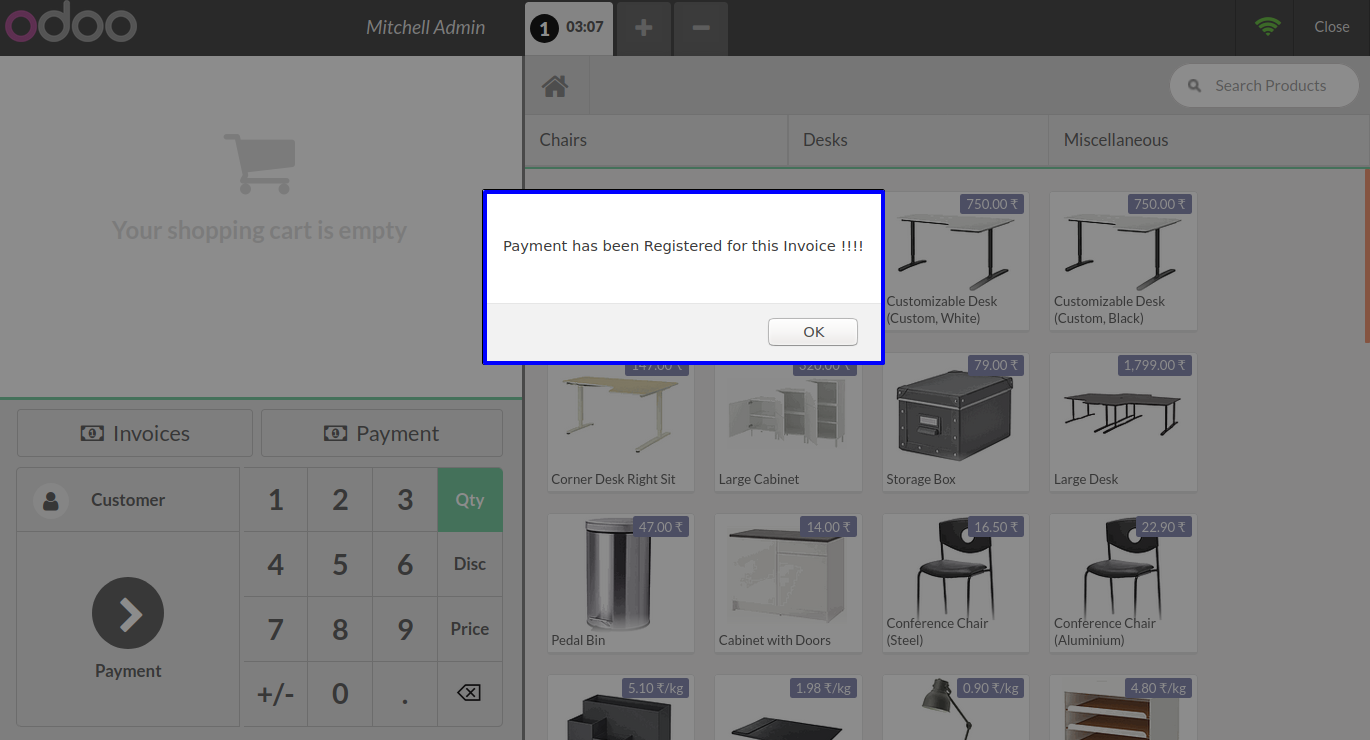 odoo
Mitchell Admin
1 03:07
Close
Search Products
Chairs
Desks
Miscellaneous
Your shopping cart is empty
Payment has been Registered for this Invoice !!!!
OK
750.00 ₹
Customizable Desk
(Custom, White)
750.00 ₹
Customizable Desk
(Custom, Black)
147.00 ₹
Corner Desk Right Sit
320.00 ₹
Large Cabinet
79.00 ₹
Storage Box
1,799.00 ₹
Large Desk
47.00 ₹
Pedal Bin
14.00 ₹
Cabinet with Doors
16.50 ₹
Conference Chair
(Steel)
22.90 ₹
Conference Chair
(Aluminium)
5.10 ₹/kg
1.98 ₹/kg
0.90 ₹/kg
4.80 ₹/kg
Invoices
Payment
Customer
Payment
1 2 3 Qty
4 5 6 Disc
7 8 9 Price
+/- 0 .